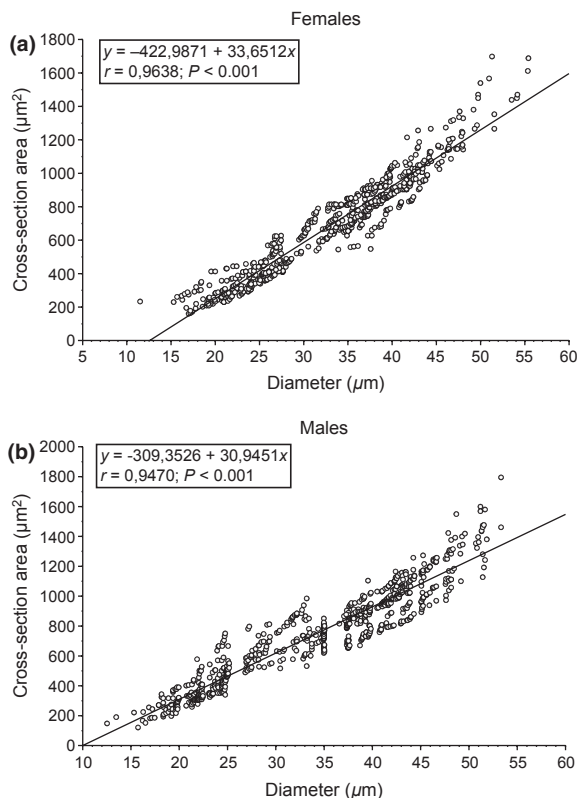 Females
(a)
y = –422,9871 + 33,6512x
r = 0,9638; P < 0.001
Cross-section area (µm²)
1800
1600
1400
1200
1000
800
600
400
200
0
5 10 15 20 25 30 35 40 45 50 55 60
Diameter (µm)
Males
(b)
y = -309,3526 + 30,9451x
r = 0,9470; P < 0.001
Cross-section area (µm²)
2000
1800
1600
1400
1200
1000
800
600
400
200
0
10 15 20 25 30 35 40 45 50 55 60
Diameter (µm)